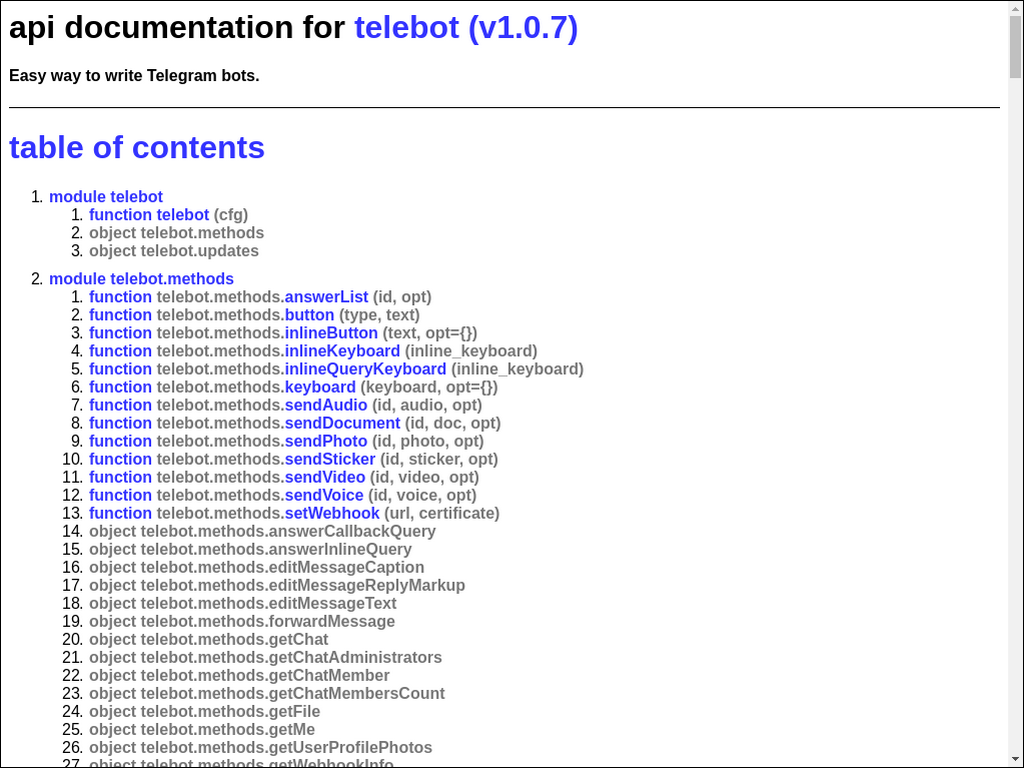 api documentation for telebot (v1.0.7)
Easy way to write Telegram bots.
table of contents
1. module telebot
1. function telebot (cfg)
2. object telebot.methods
3. object telebot.updates
2. module telebot.methods
1. function telebot.methods.answerList (id, opt)
2. function telebot.methods.button (type, text)
3. function telebot.methods.inlineButton (text, opt={})
4. function telebot.methods.inlineKeyboard (inline_keyboard)
5. function telebot.methods.inlineQueryKeyboard (inline_keyboard)
6. function telebot.methods.keyboard (keyboard, opt={})
7. function telebot.methods.sendAudio (id, audio, opt)
8. function telebot.methods.sendDocument (id, doc, opt)
9. function telebot.methods.sendPhoto (id, photo, opt)
10. function telebot.methods.sendSticker (id, sticker, opt)
11. function telebot.methods.sendVideo (id, video, opt)
12. function telebot.methods.sendVoice (id, voice, opt)
13. function telebot.methods.setWebhook (url, certificate)
14. object telebot.methods.answerCallbackQuery
15. object telebot.methods.answerInlineQuery
16. object telebot.methods.editMessageCaption
17. object telebot.methods.editMessageReplyMarkup
18. object telebot.methods.editMessageText
19. object telebot.methods.forwardMessage
20. object telebot.methods.getChat
21. object telebot.methods.getChatAdministrators
22. object telebot.methods.getChatMember
23. object telebot.methods.getChatMembersCount
24. object telebot.methods.getFile
25. object telebot.methods.getMe
26. object telebot.methods.getUserProfilePhotos
27. object telebot.methods.getWebhookInfo